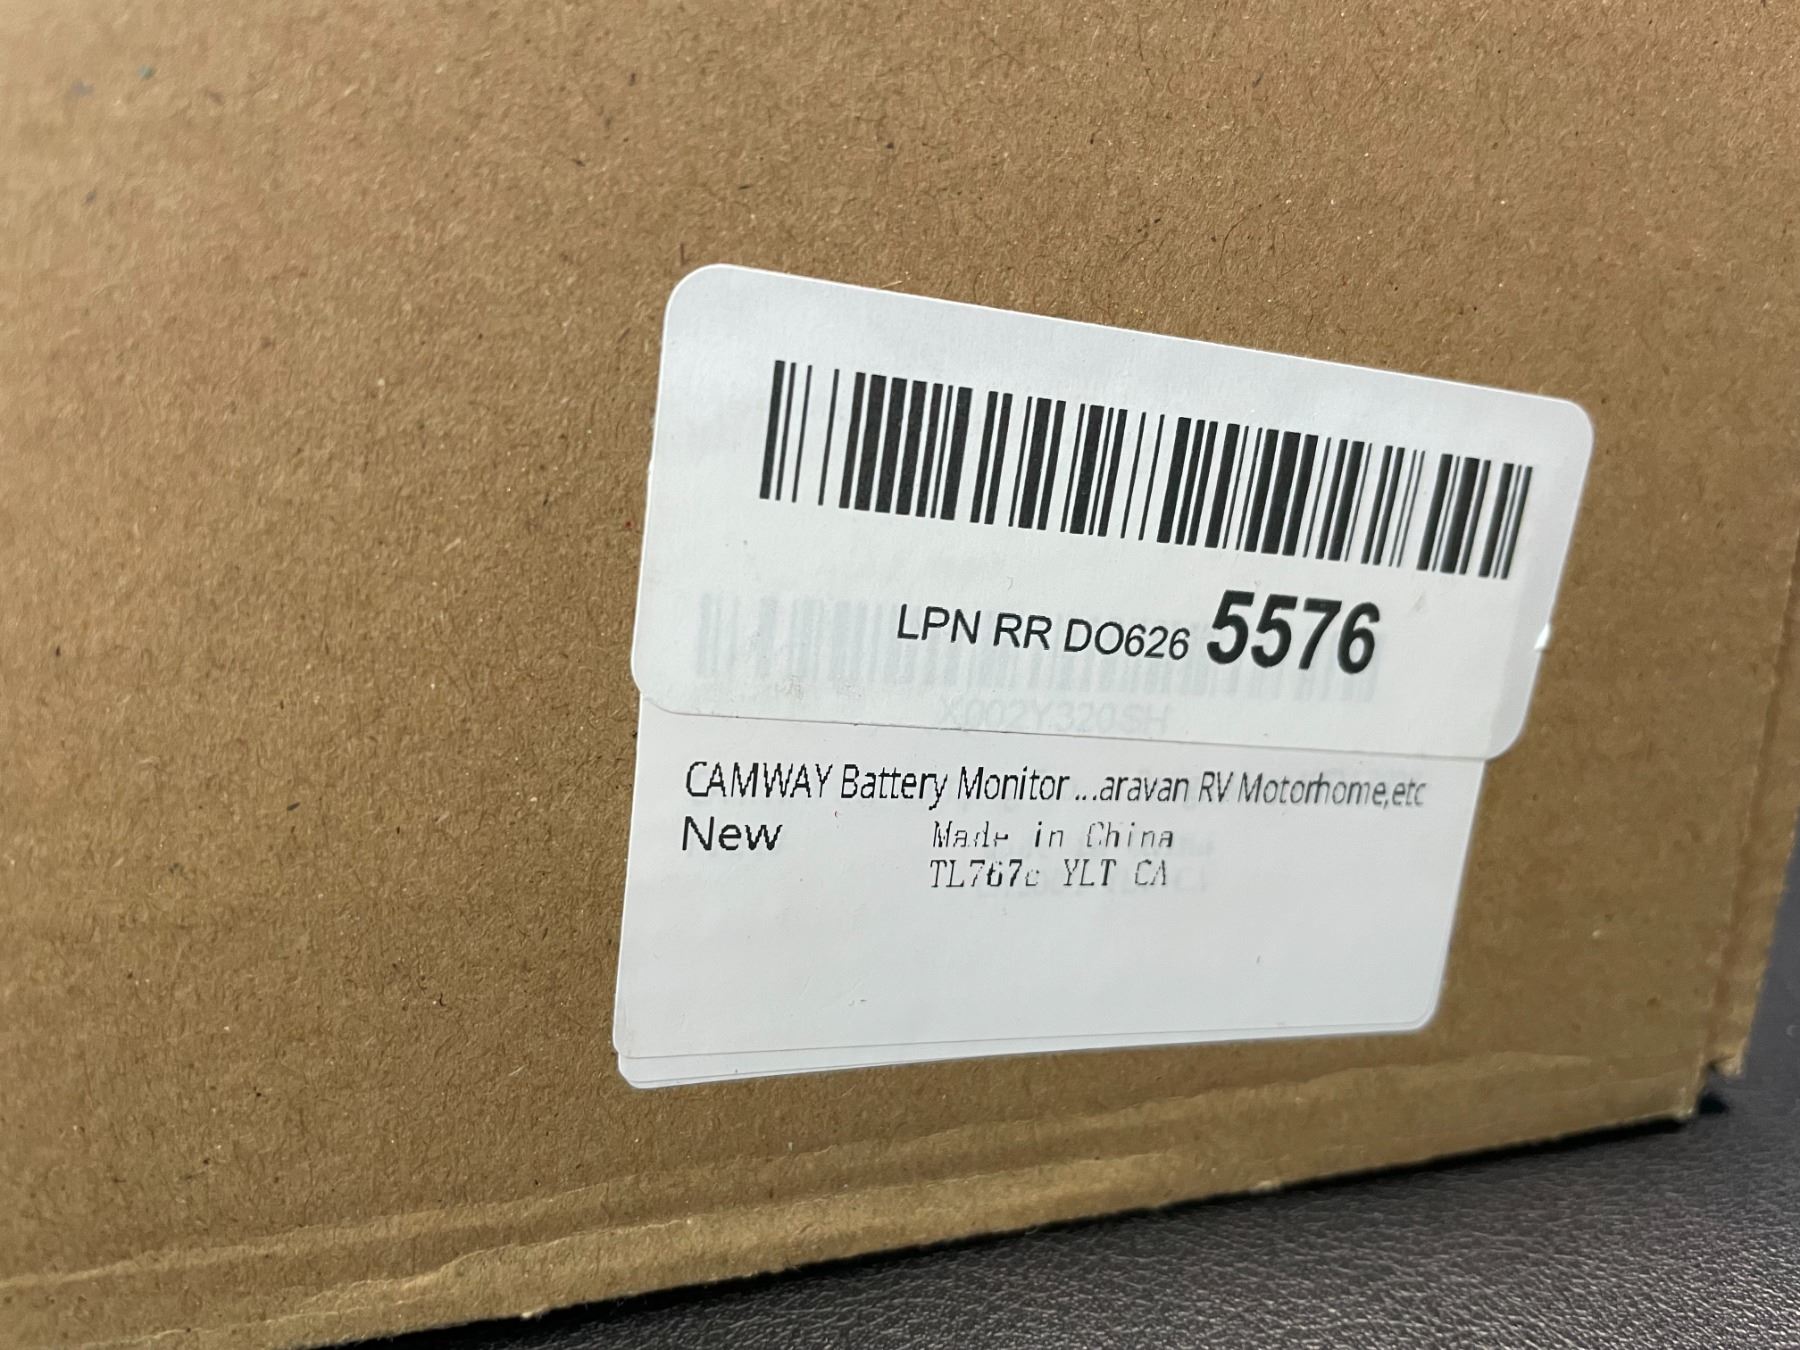 LPN RR DO626 5576
X002Y320SH
CAMWAY Battery Monitor ...aravan RV Motorhome,etc
New
Made in China
TL767c YLT CA